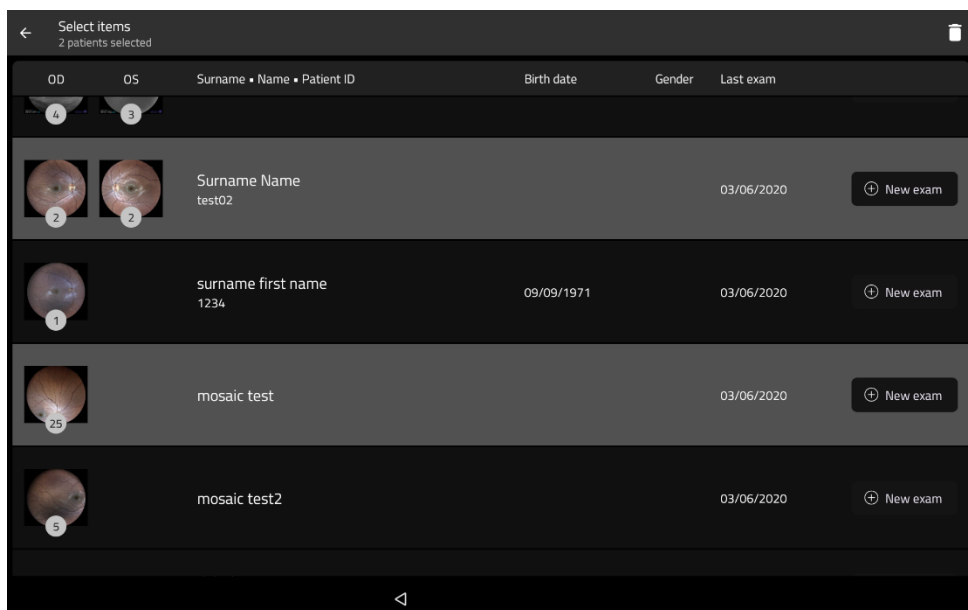 Select items
2 patients selected
OD OS Surname • Name • Patient ID Birth date Gender Last exam
4 3
Surname Name
test02
03/06/2020 New exam
2 2
surname first name
1234
09/09/1971 03/06/2020 New exam
1
mosaic test 03/06/2020 New exam
25
mosaic test2 03/06/2020 New exam
5